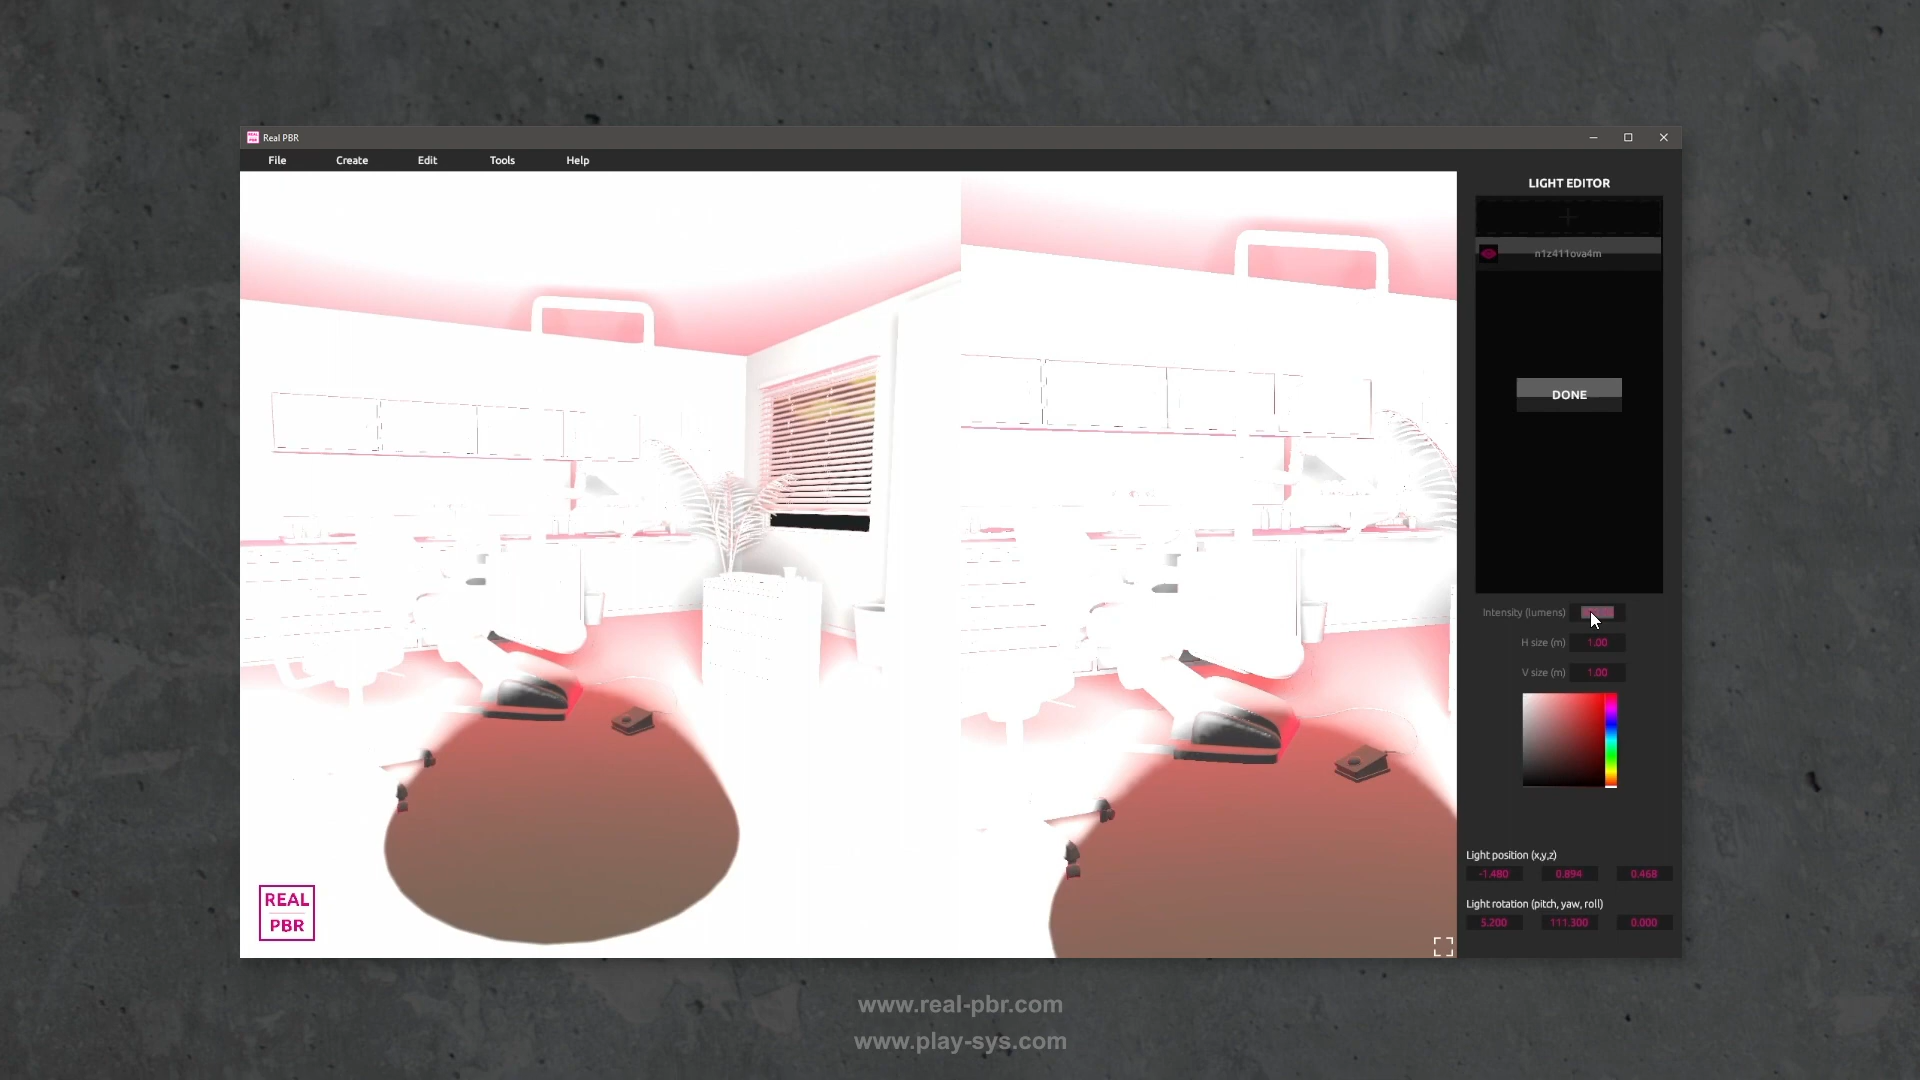 Real PBR
File Create Edit Tools Help
LIGHT EDITOR
n1z411ova4m
DONE
Intensity (lumens)
H size (m) 1.00
V size (m) 1.00
Light position (x,y,z)
-1.480 0.894 0.468
Light rotation (pitch, yaw, roll)
5.200 111.300 0.000
REAL
PBR
www.real-pbr.com
www.play-sys.com